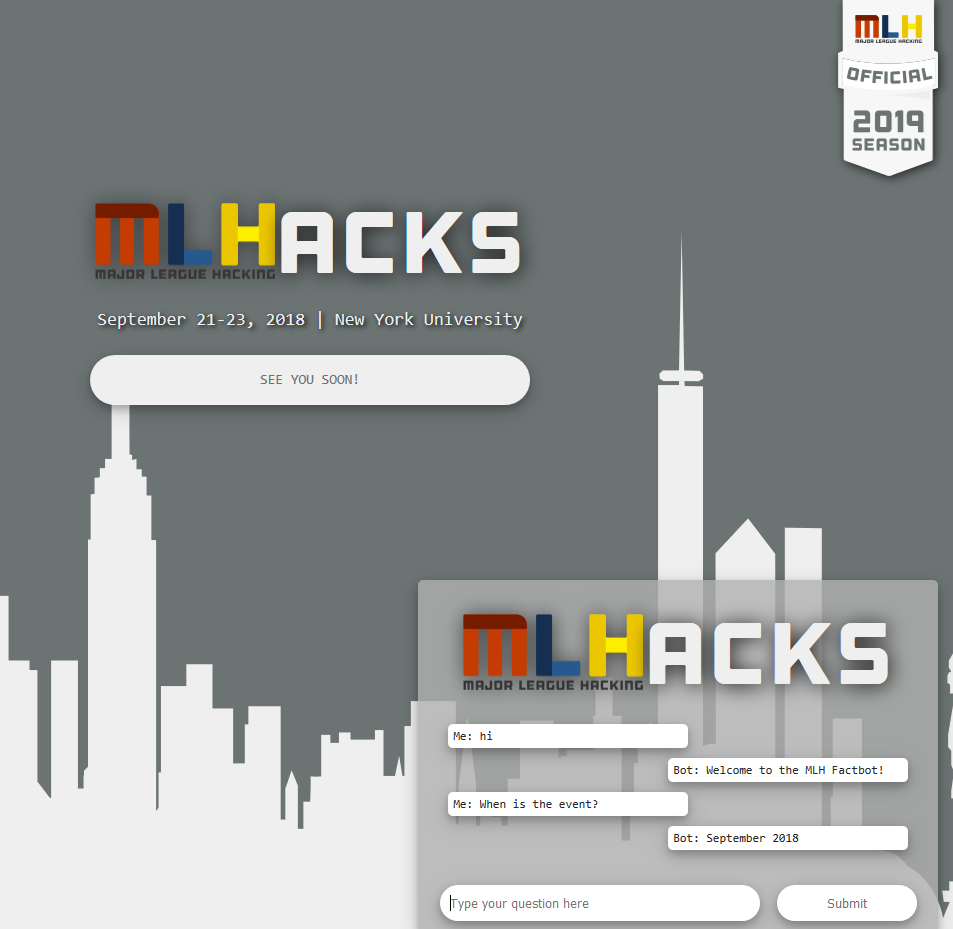 MLH
MAJOR LEAGUE HACKING
OFFICIAL
2019
SEASON
MLHACKS
MAJOR LEAGUE HACKING
September 21-23, 2018 | New York University
SEE YOU SOON!
MLHACKS
MAJOR LEAGUE HACKING
Me: hi
Bot: Welcome to the MLH Factbot!
Me: When is the event?
Bot: September 2018
Type your question here
Submit